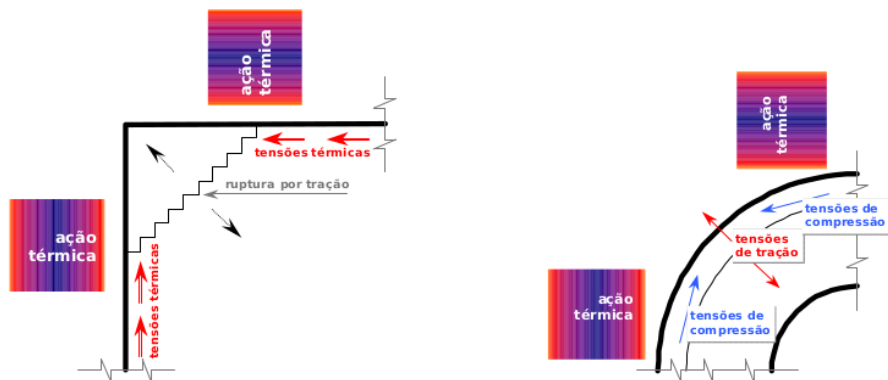 ação
térmica
tensões térmicas
ruptura por tração
ação
térmica
tensões térmicas
ação
térmica
tensões de
compressão
tensões
de tração
ação
térmica
tensões de
compressão